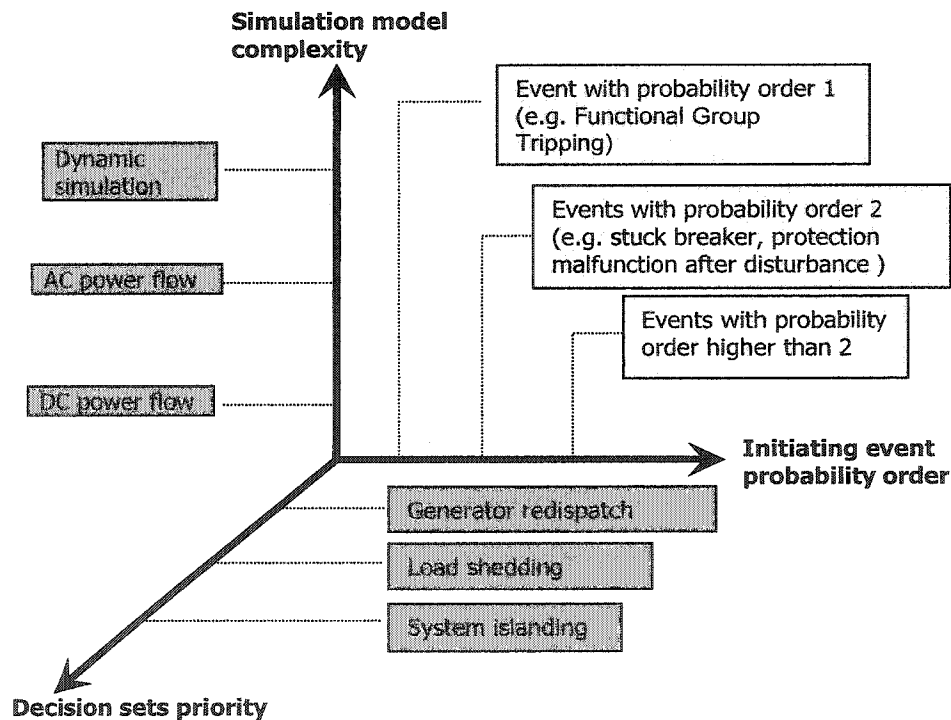 Simulation model
complexity
Event with probability order 1
(e.g. Functional Group
Tripping)
Dynamic
simulation
Events with probability order 2
(e.g. stuck breaker, protection
malfunction after disturbance )
AC power flow
Events with probability
order higher than 2
DC power flow
Initiating event
probability order
Generator redispatch
Load shedding
System islanding
Decision sets priority